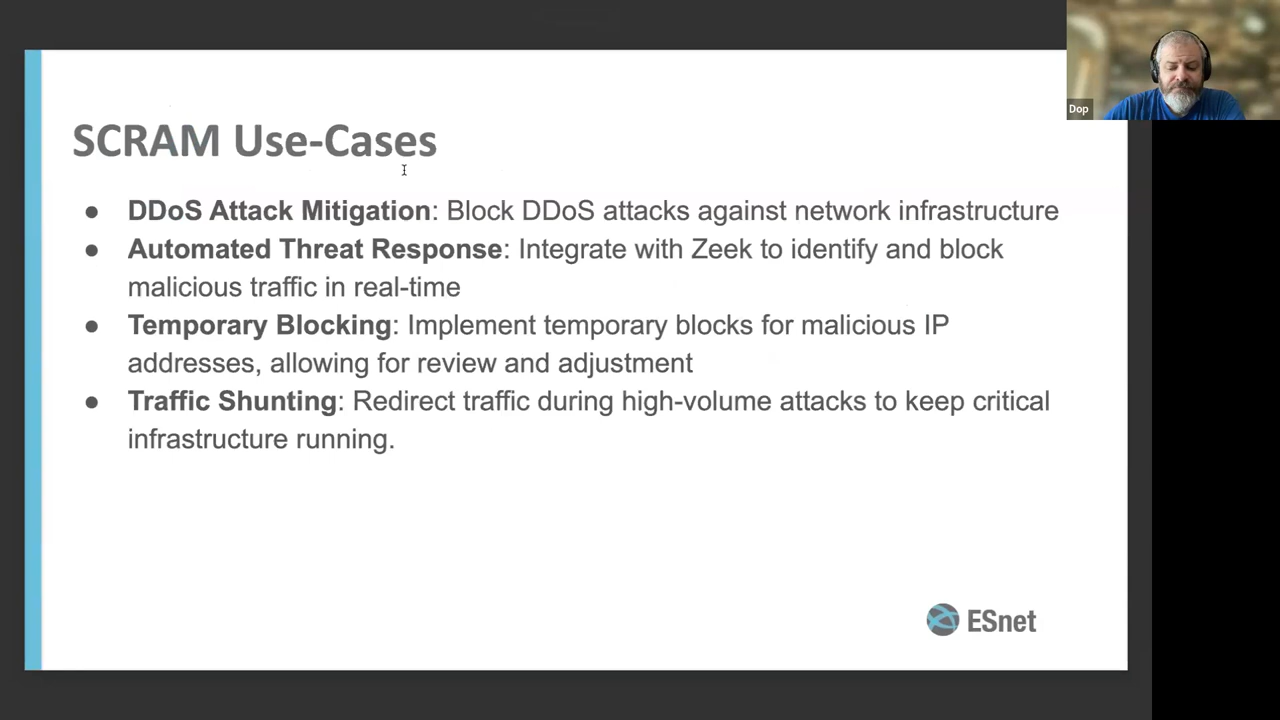 Dop
SCRAM Use-Cases
● DDoS Attack Mitigation: Block DDoS attacks against network infrastructure
● Automated Threat Response: Integrate with Zeek to identify and block
malicious traffic in real-time
● Temporary Blocking: Implement temporary blocks for malicious IP
addresses, allowing for review and adjustment
● Traffic Shunting: Redirect traffic during high-volume attacks to keep critical
infrastructure running.
ESnet